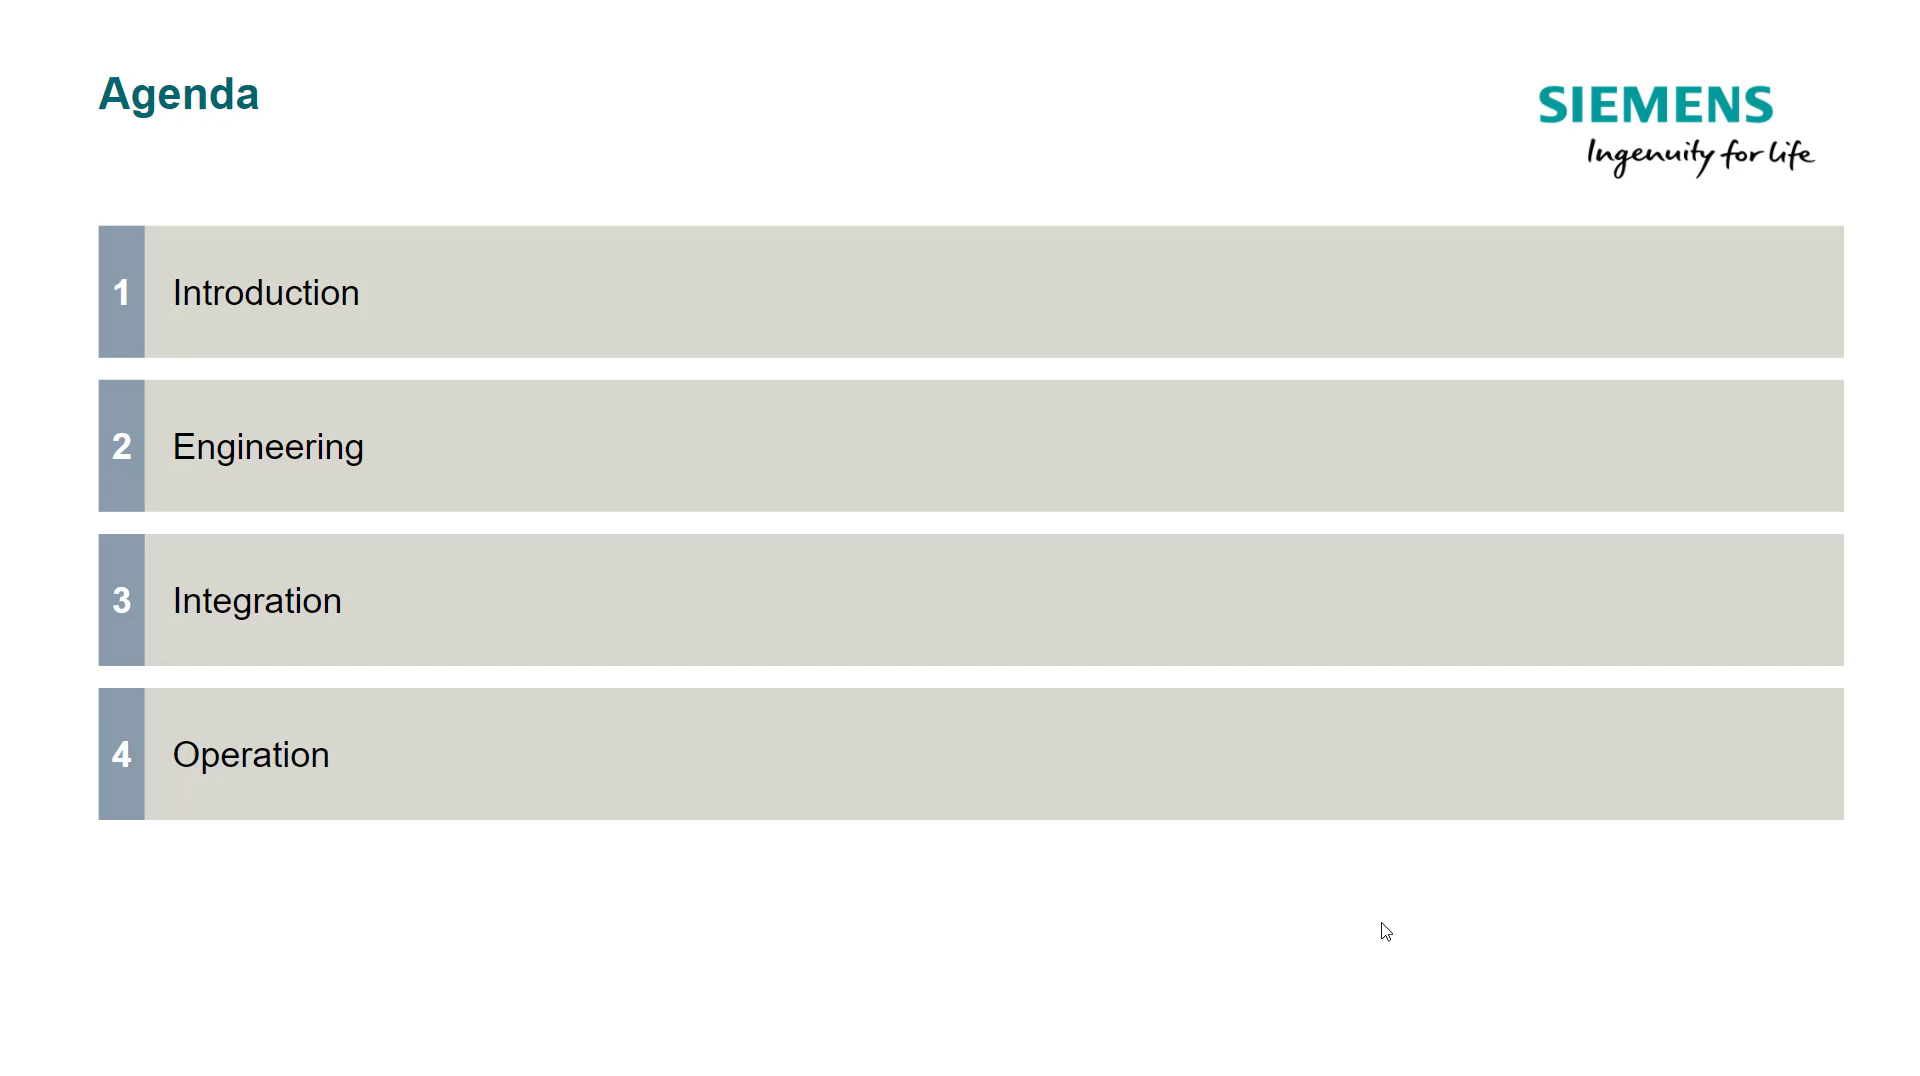 Agenda
SIEMENS
Ingenuity for life
1 Introduction
2 Engineering
3 Integration
4 Operation